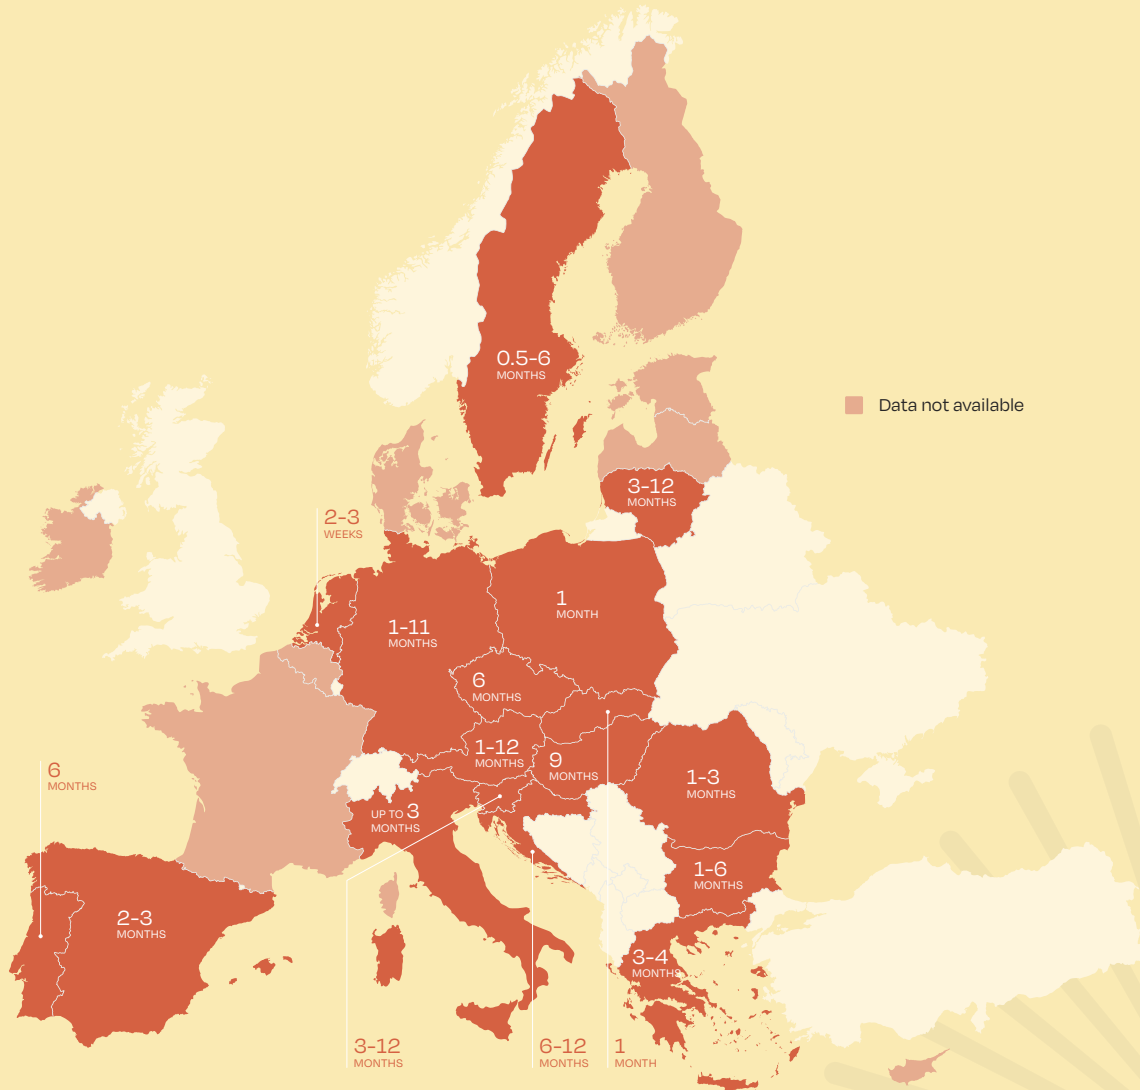 0.5-6
MONTHS
Data not available
3-12
MONTHS
2-3
WEEKS
1
MONTH
1-11
MONTHS
6
MONTHS
1-12
MONTHS
9
MONTHS
6
MONTHS
1-3
MONTHS
UP TO 3
MONTHS
1-6
MONTHS
2-3
MONTHS
3-4
MONTHS
3-12
MONTHS
6-12
MONTHS
1
MONTH